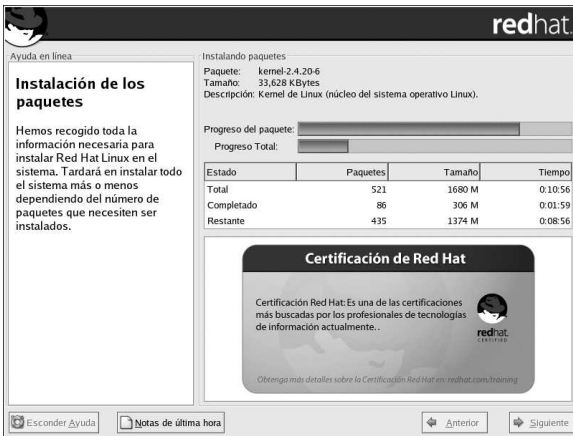 redhat.
Ayuda en línea
Instalación de los
paquetes
Hemos recogido toda la
información necesaria para
instalar Red Hat Linux en el
sistema. Tardará en instalar todo
el sistema más o menos
dependiendo del número de
paquetes que necesiten ser
instalados.
Instalando paquetes
Paquete: kernel-2.4.20-6
Tamaño: 33,628 KBytes
Descripción: Kernel de Linux (núcleo del sistema operativo Linux).
Progreso del paquete:
Progreso Total:
Estado Paquetes Tamaño Tiempo
Total 521 1680 M 0:10:56
Completado 86 306 M 0:01:59
Restante 435 1374 M 0:08:56
Certificación de Red Hat
Certificación Red Hat: Es una de las certificaciones
más buscadas por los profesionales de tecnologías
de información actualmente..
redhat.
CERTIFIED
Obtenga más detalles sobre la Certificación Red Hat en: redhat.com/training
Esconder Ayuda Notas de última hora Anterior Siguiente